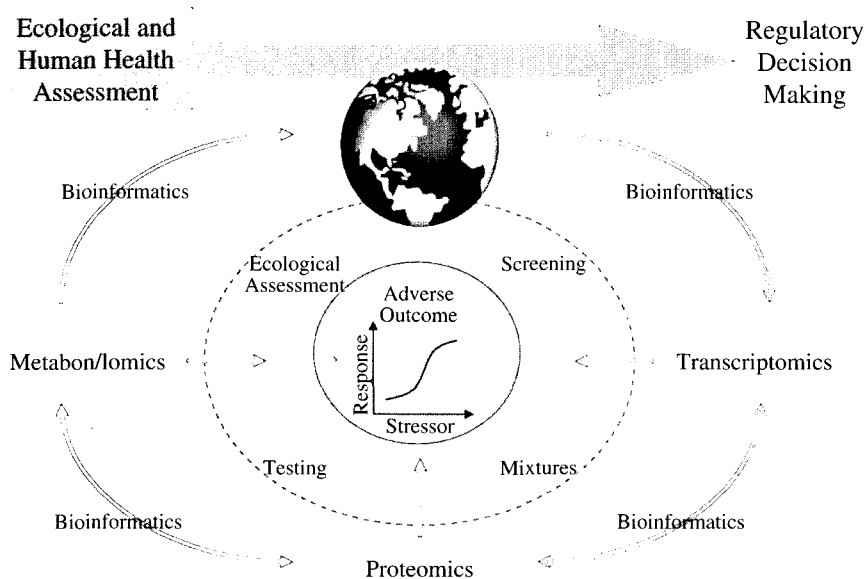 Ecological and
Human Health
Assessment
Regulatory
Decision
Making
Bioinformatics
Bioinformatics
Ecological
Assessment
Screening
Adverse
Outcome
Response
Stressor
Metabon/lomics
Transcriptomics
Testing
Mixtures
Bioinformatics
Bioinformatics
Proteomics